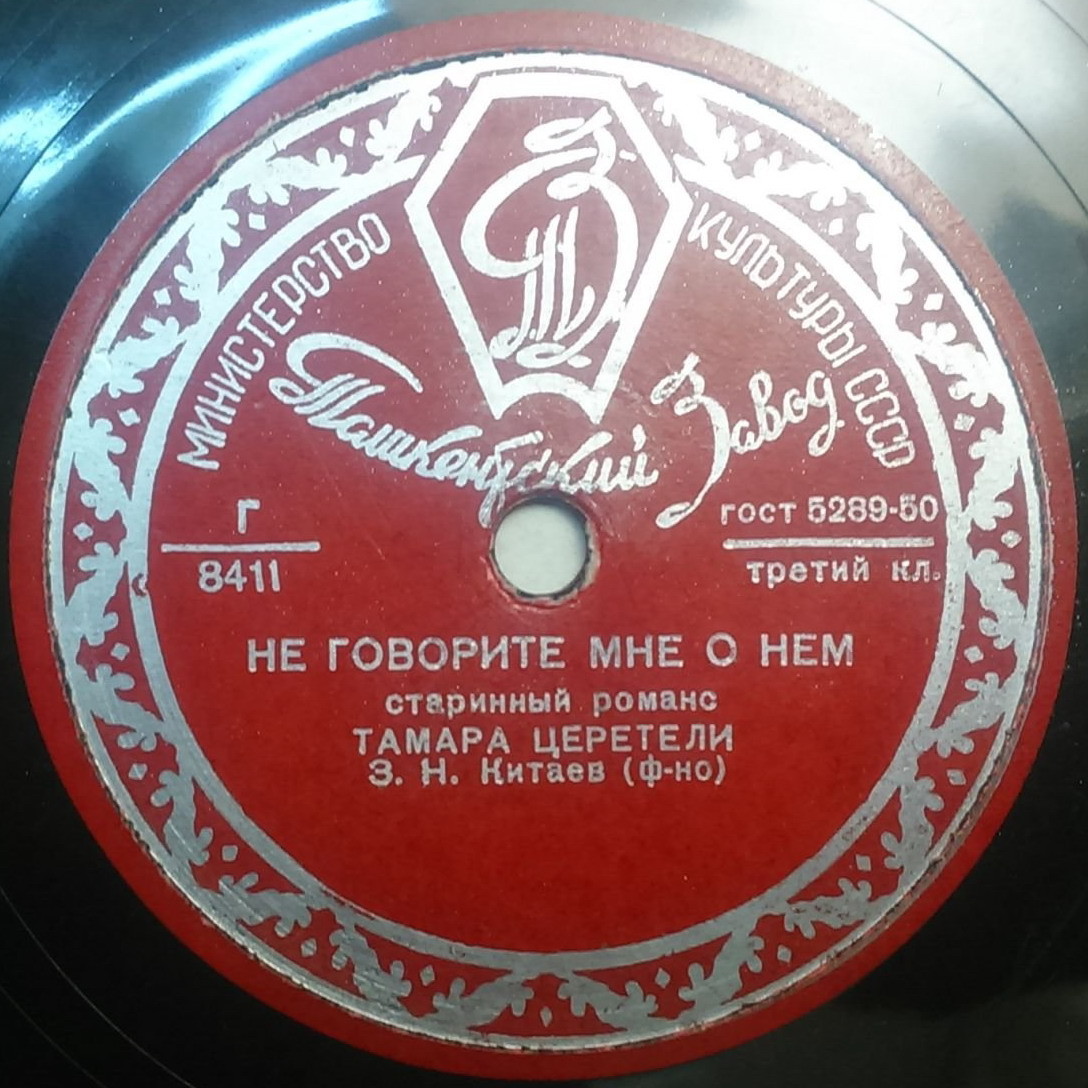 МИНИСТЕРСТВО КУЛЬТУРЫ СССР
ТЗ
Ташкентский Завод
Г
8411
гост 5289-50
третий кл.
НЕ ГОВОРИТЕ МНЕ О НЕМ
старинный романс
ТАМАРА ЦЕРЕТЕЛИ
З. Н. Китаев (ф-но)